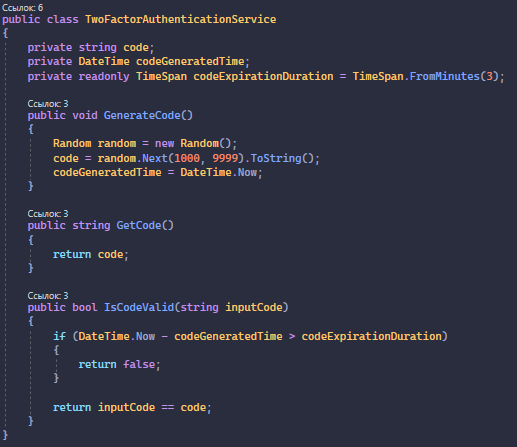 Ссылок: 6
public class TwoFactorAuthenticationService
{
    private string code;
    private DateTime codeGeneratedTime;
    private readonly TimeSpan codeExpirationDuration = TimeSpan.FromMinutes(3);

    Ссылок: 3
    public void GenerateCode()
    {
        Random random = new Random();
        code = random.Next(1000, 9999).ToString();
        codeGeneratedTime = DateTime.Now;
    }

    Ссылок: 3
    public string GetCode()
    {
        return code;
    }

    Ссылок: 3
    public bool IsCodeValid(string inputCode)
    {
        if (DateTime.Now - codeGeneratedTime > codeExpirationDuration)
        {
            return false;
        }

        return inputCode == code;
    }
}